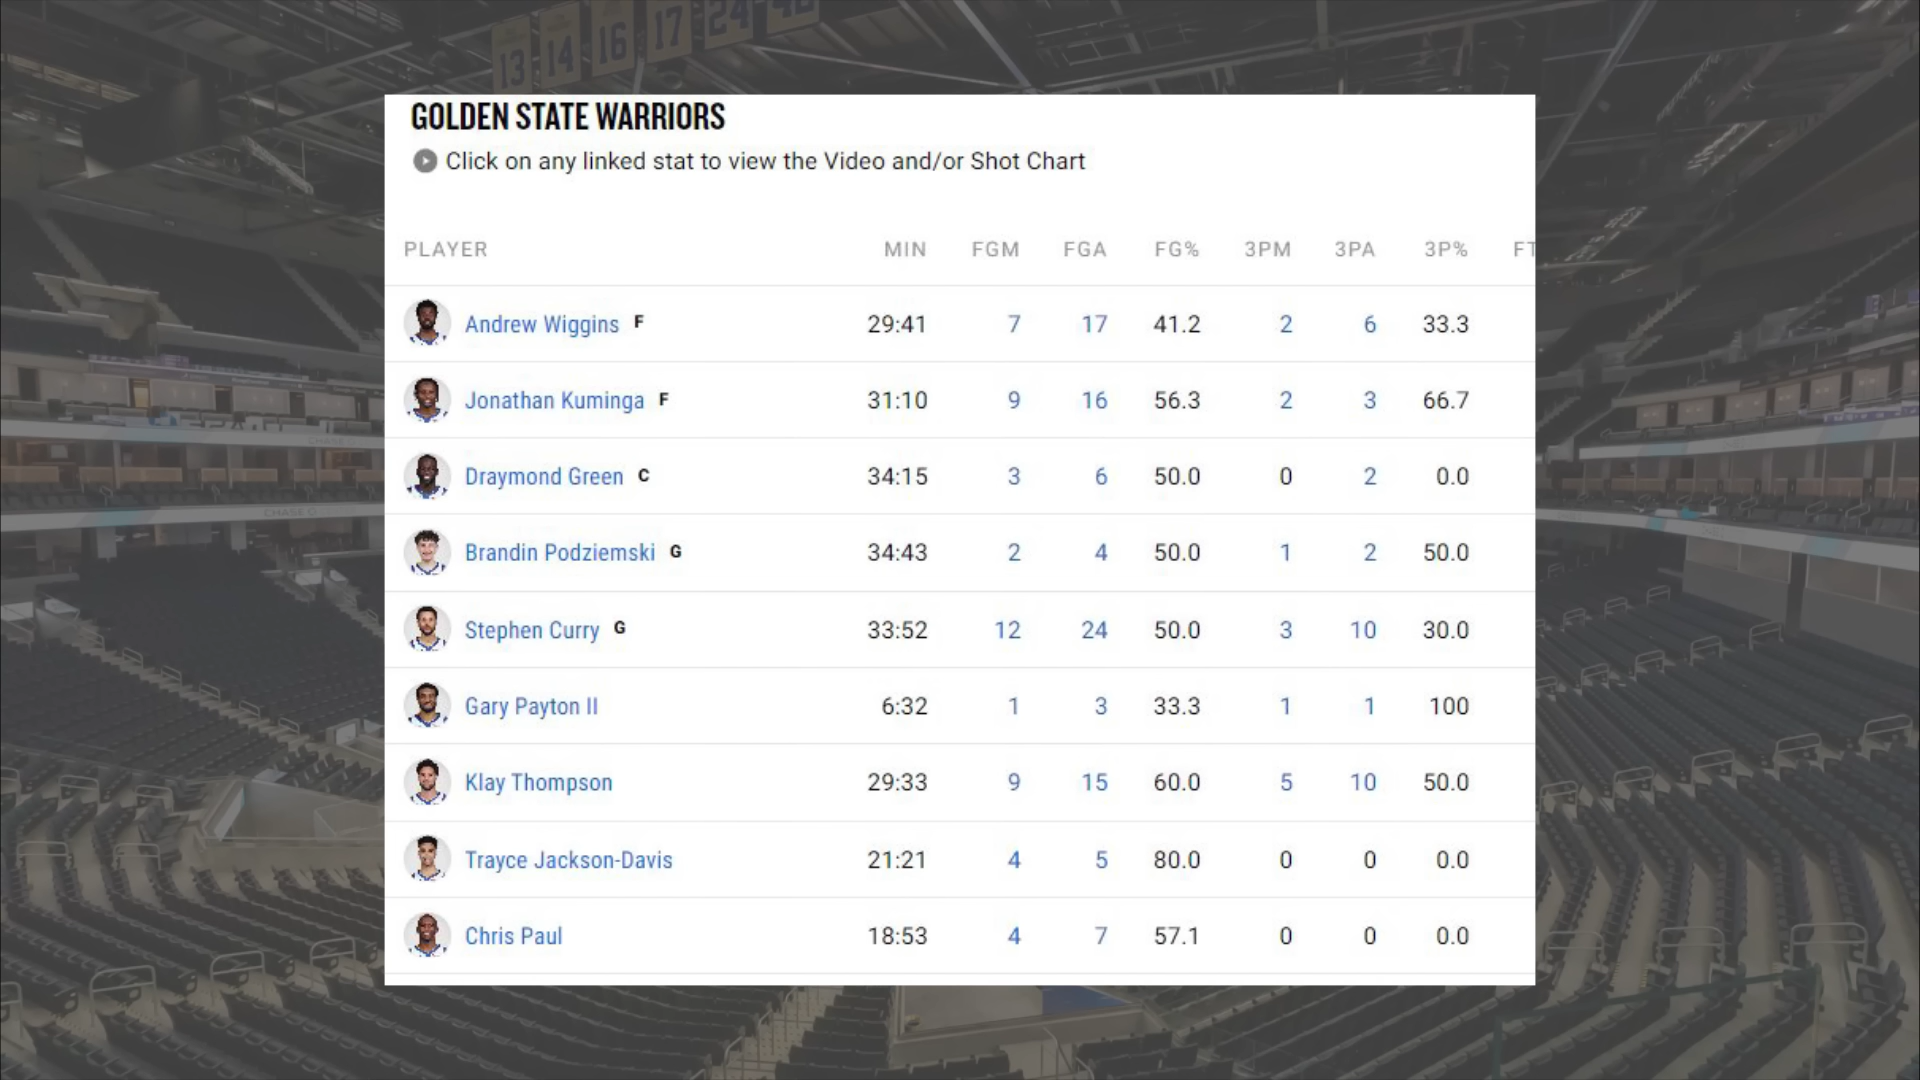 13 14 16 17 24
GOLDEN STATE WARRIORS
Click on any linked stat to view the Video and/or Shot Chart
PLAYER MIN FGM FGA FG% 3PM 3PA 3P% FT
Andrew Wiggins F 29:41 7 17 41.2 2 6 33.3
Jonathan Kuminga F 31:10 9 16 56.3 2 3 66.7
Draymond Green C 34:15 3 6 50.0 0 2 0.0
Brandin Podziemski G 34:43 2 4 50.0 1 2 50.0
Stephen Curry G 33:52 12 24 50.0 3 10 30.0
Gary Payton II 6:32 1 3 33.3 1 1 100
Klay Thompson 29:33 9 15 60.0 5 10 50.0
Trayce Jackson-Davis 21:21 4 5 80.0 0 0 0.0
Chris Paul 18:53 4 7 57.1 0 0 0.0